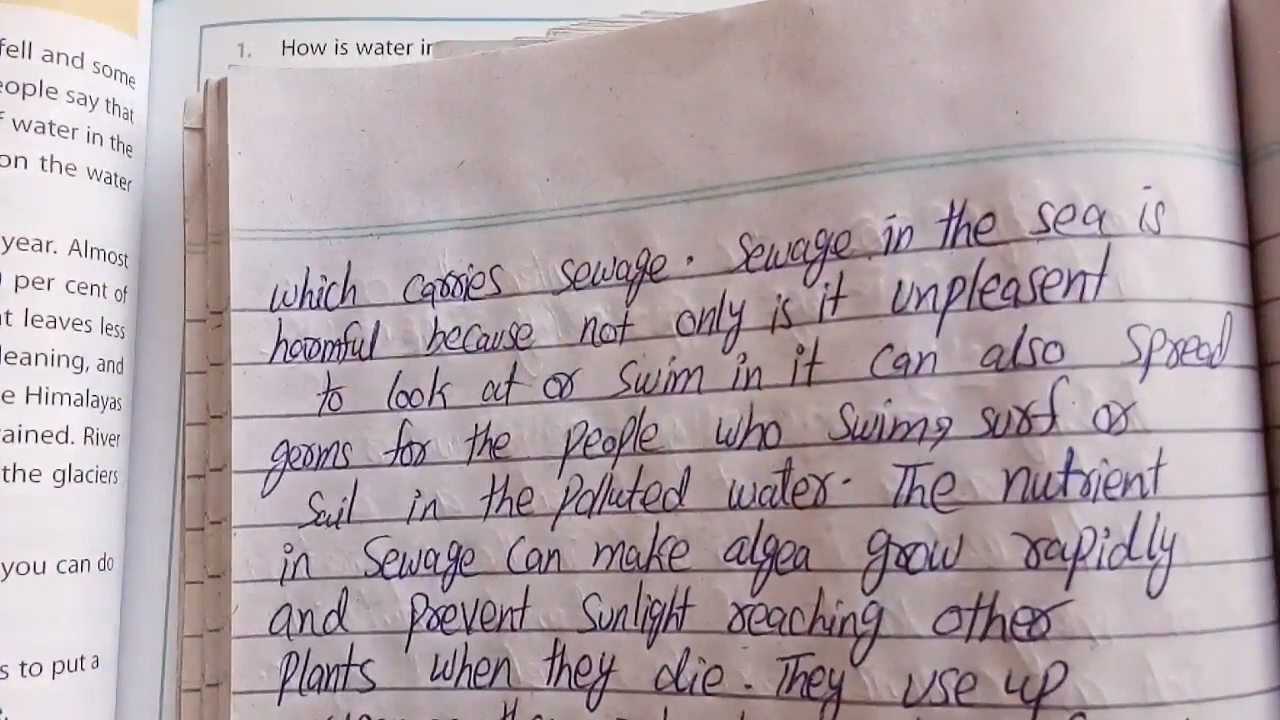 fell and some
eople say that
f water in the
on the water
year. Almost
per cent of
t leaves less
leaning, and
e Himalayas
ained. River
the glaciers
you can do
s to put a
1. How is water in
which carries sewage. Sewage in the sea is
harmful because not only is it unpleasent
to look at or swim in it can also spread
germs for the people who swim, surf or
Sail in the polluted water. The nutrient
in Sewage can make algea grow rapidly
and prevent sunlight reaching other
plants when they die. They use up